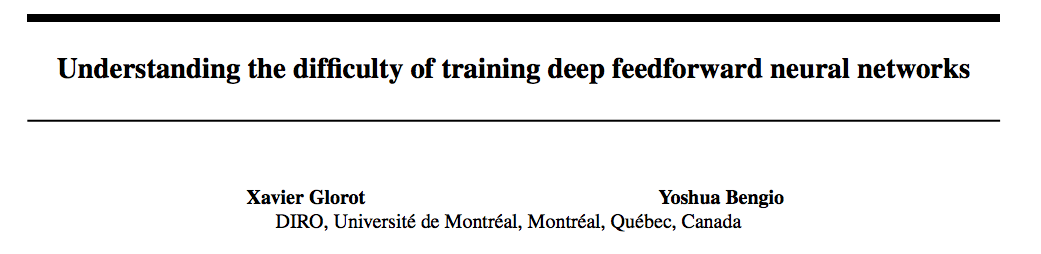 Understanding the difficulty of training deep feedforward neural networks
Xavier Glorot Yoshua Bengio
DIRO, Université de Montréal, Montréal, Québec, Canada